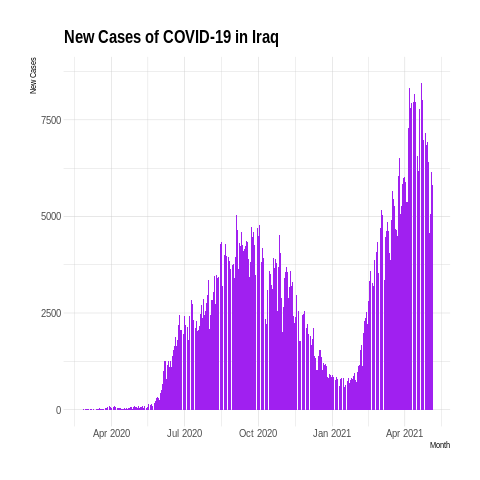 New Cases of COVID-19 in Iraq
New Cases
7500
5000
2500
0
Apr 2020 Jul 2020 Oct 2020 Jan 2021 Apr 2021
Month